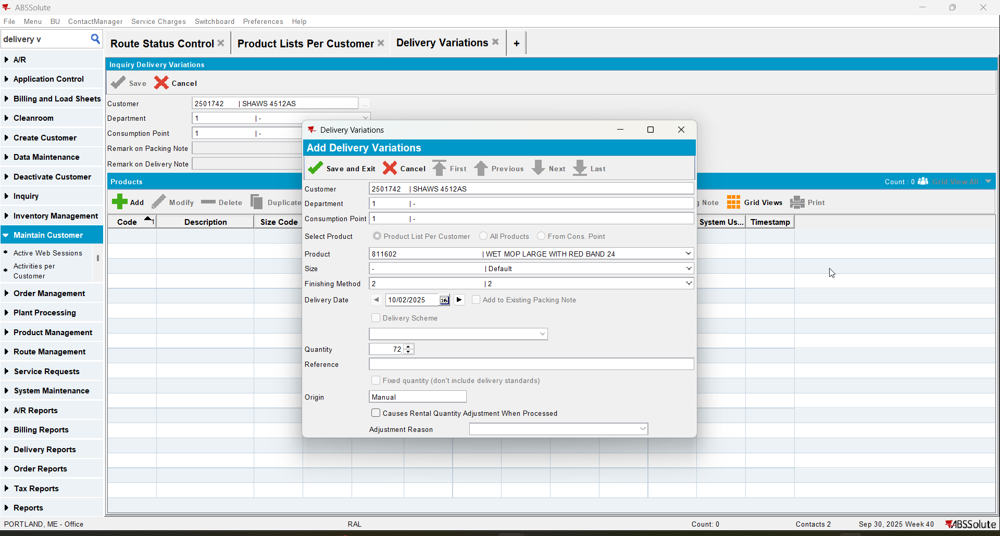 ABSSolute
File Menu BU ContactManager Service Charges Switchboard Preferences Help
delivery v
Route Status Control
Product Lists Per Customer
Delivery Variations
+
A/R
Application Control
Billing and Load Sheets
Cleanroom
Create Customer
Data Maintenance
Deactivate Customer
Inquiry
Inventory Management
Maintain Customer
Active Web Sessions
Activities per
Customer
Order Management
Plant Processing
Product Management
Route Management
Service Requests
System Maintenance
A/R Reports
Billing Reports
Delivery Reports
Order Reports
Tax Reports
Reports
Inquiry Delivery Variations
Save Cancel
Customer 2501742 | SHAWS 4512AS ...
Department 1 | -
Consumption Point 1 | -
Remark on Packing Note
Remark on Delivery Note
Products
Count : 0 Grid View All
Add Modify Delete Duplicate
g Note Grid Views Print
Code 1 Description Size Code
System Us... Timestamp
Delivery Variations
Add Delivery Variations
Save and Exit Cancel First Previous Next Last
Customer 2501742 | SHAWS 4512AS
Department 1 | -
Consumption Point 1 | -
Select Product Product List Per Customer All Products From Cons. Point
Product 811602 | WET MOP LARGE WITH RED BAND 24
Size - | Default
Finishing Method 2 | 2
Delivery Date 10/02/2025 Add to Existing Packing Note
Delivery Scheme
Quantity 72
Reference
Fixed quantity (don't include delivery standards)
Origin Manual
Causes Rental Quantity Adjustment When Processed
Adjustment Reason
PORTLAND, ME - Office RAL Count: 0 Contacts 2 Sep 30, 2025 Week 40 ABSSolute